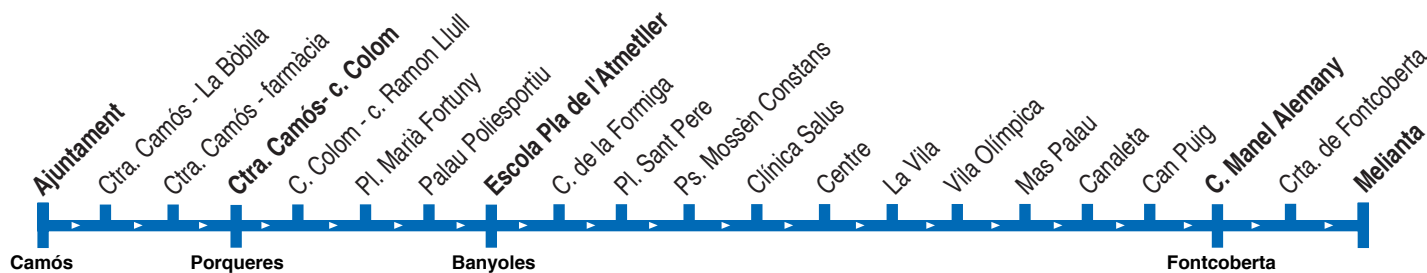 Ajuntament
Ctra. Camós - La Bòbila
Ctra. Camós - farmàcia
Ctra. Camós- c. Colom
C. Colom - c. Ramon Llull
Pl. Marià Fortuny
Palau Poliesportiu
Escola Pla de l'Atmetller
C. de la Formiga
Pl. Sant Pere
Ps. Mossèn Constans
Clínica Salus
Centre
La Vila
Vila Olímpica
Mas Palau
Canaleta
Can Puig
C. Manel Alemany
Crta. de Fontcoberta
Melianta
Camós
Porqueres
Banyoles
Fontcoberta